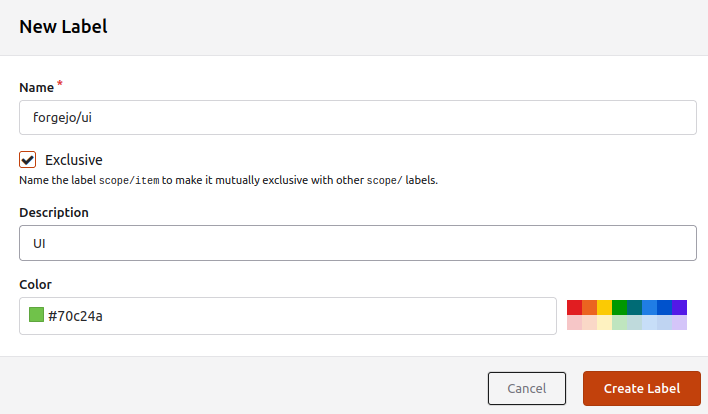 New Label
Name *
forgejo/ui
Exclusive
Name the label scope/item to make it mutually exclusive with other scope/ labels.
Description
UI
Color
#70c24a
Cancel
Create Label